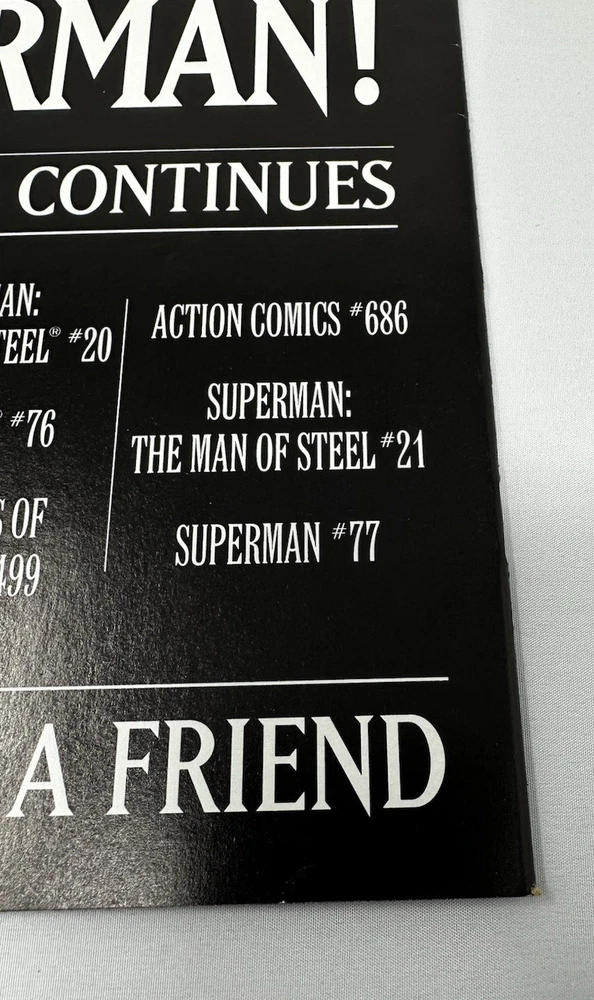 RMAN!
CONTINUES
AN:
TEEL® #20
#76
S OF
499
ACTION COMICS #686
SUPERMAN:
THE MAN OF STEEL #21
SUPERMAN #77
A FRIEND